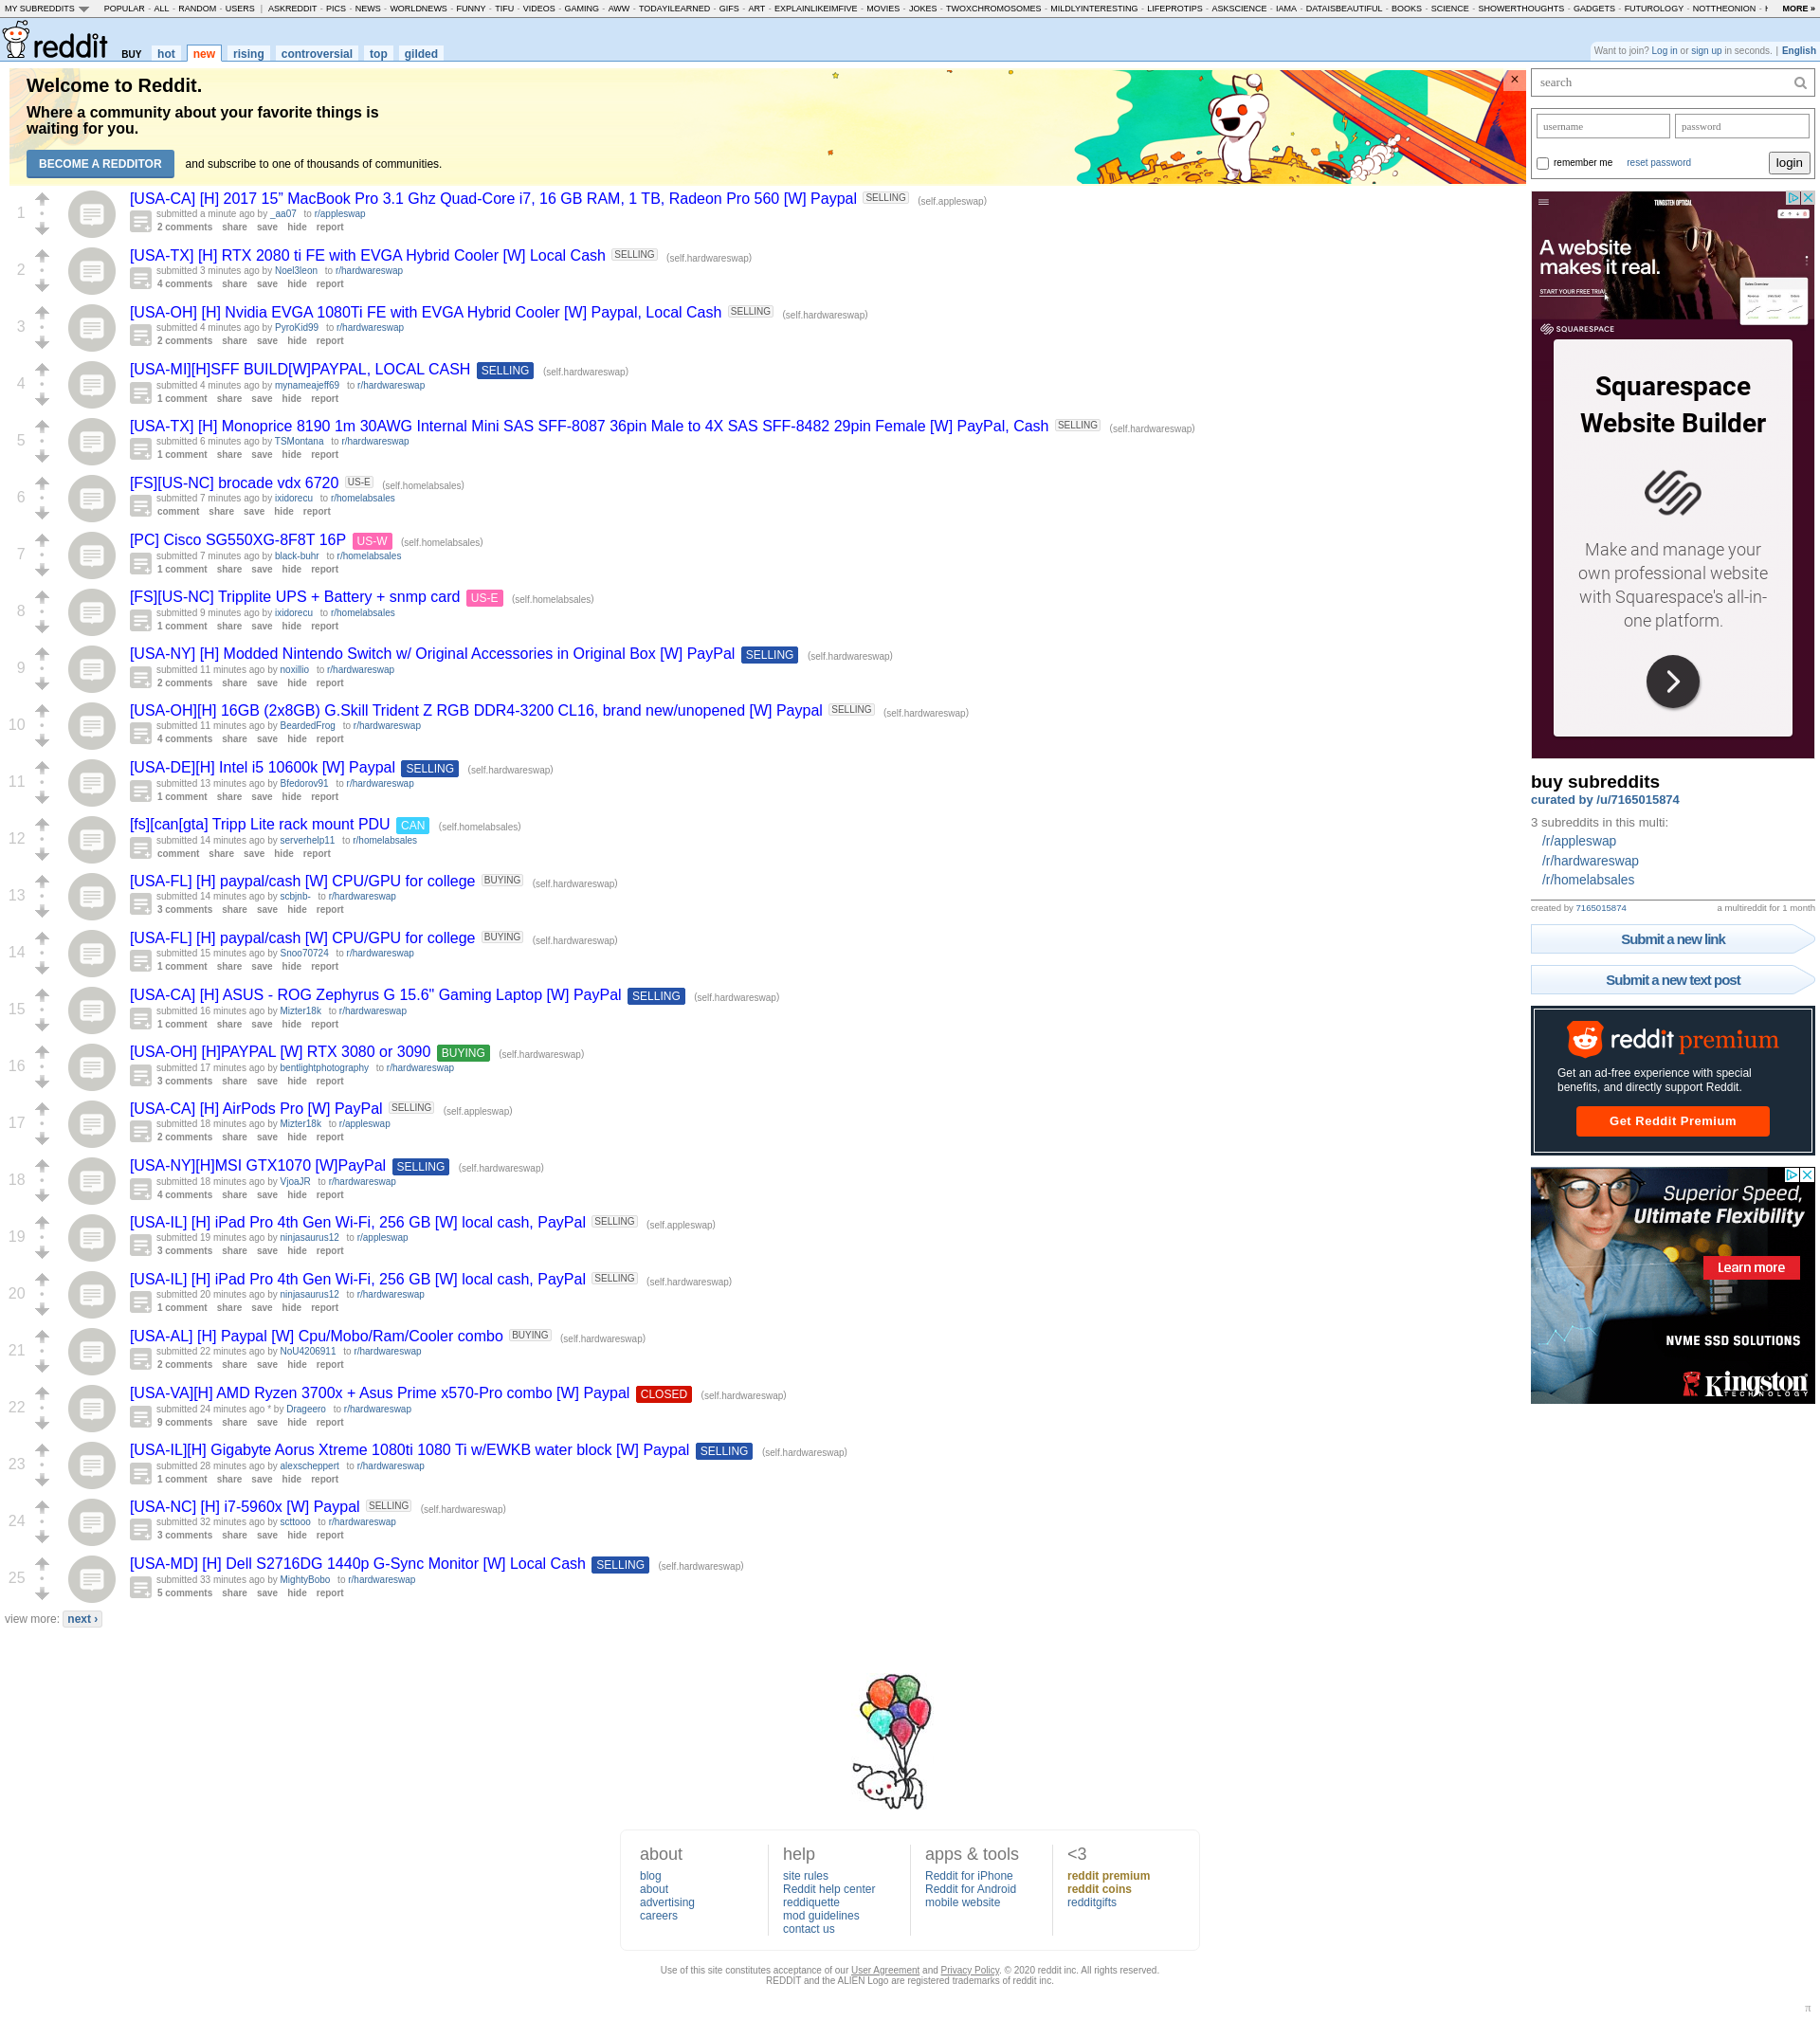 MY SUBREDDITS POPULAR - ALL - RANDOM - USERS | ASKREDDIT - PICS - NEWS - WORLDNEWS - FUNNY - TIFU - VIDEOS - GAMING - AWW - TODAYILEARNED - GIFS - ART - EXPLAINLIKEIMFIVE - MOVIES - JOKES - TWOXCHROMOSOMES - MILDLYINTERESTING - LIFEPROTIPS - ASKSCIENCE - IAMA - DATAISBEAUTIFUL - BOOKS - SCIENCE - SHOWERTHOUGHTS - GADGETS - FUTUROLOGY - NOTTHEONION - MORE »
reddit BUY hot new rising controversial top gilded
Want to join? Log in or sign up in seconds. | English
Welcome to Reddit.
Where a community about your favorite things is
waiting for you.
BECOME A REDDITOR and subscribe to one of thousands of communities.
1
[USA-CA] [H] 2017 15” MacBook Pro 3.1 Ghz Quad-Core i7, 16 GB RAM, 1 TB, Radeon Pro 560 [W] Paypal SELLING (self.appleswap)
submitted a minute ago by _aa07 to r/appleswap
2 comments share save hide report
2
[USA-TX] [H] RTX 2080 ti FE with EVGA Hybrid Cooler [W] Local Cash SELLING (self.hardwareswap)
submitted 3 minutes ago by Noel3leon to r/hardwareswap
4 comments share save hide report
3
[USA-OH] [H] Nvidia EVGA 1080Ti FE with EVGA Hybrid Cooler [W] Paypal, Local Cash SELLING (self.hardwareswap)
submitted 4 minutes ago by PyroKid99 to r/hardwareswap
2 comments share save hide report
4
[USA-MI][H]SFF BUILD[W]PAYPAL, LOCAL CASH SELLING (self.hardwareswap)
submitted 4 minutes ago by mynameajeff69 to r/hardwareswap
1 comment share save hide report
5
[USA-TX] [H] Monoprice 8190 1m 30AWG Internal Mini SAS SFF-8087 36pin Male to 4X SAS SFF-8482 29pin Female [W] PayPal, Cash SELLING (self.hardwareswap)
submitted 6 minutes ago by TSMontana to r/hardwareswap
1 comment share save hide report
6
[FS][US-NC] brocade vdx 6720 US-E (self.homelabsales)
submitted 7 minutes ago by ixidorecu to r/homelabsales
comment share save hide report
7
[PC] Cisco SG550XG-8F8T 16P US-W (self.homelabsales)
submitted 7 minutes ago by black-buhr to r/homelabsales
1 comment share save hide report
8
[FS][US-NC] Tripplite UPS + Battery + snmp card US-E (self.homelabsales)
submitted 9 minutes ago by ixidorecu to r/homelabsales
1 comment share save hide report
9
[USA-NY] [H] Modded Nintendo Switch w/ Original Accessories in Original Box [W] PayPal SELLING (self.hardwareswap)
submitted 11 minutes ago by noxillio to r/hardwareswap
2 comments share save hide report
10
[USA-OH][H] 16GB (2x8GB) G.Skill Trident Z RGB DDR4-3200 CL16, brand new/unopened [W] Paypal SELLING (self.hardwareswap)
submitted 11 minutes ago by BeardedFrog to r/hardwareswap
4 comments share save hide report
11
[USA-DE][H] Intel i5 10600k [W] Paypal SELLING (self.hardwareswap)
submitted 13 minutes ago by Bfedorov91 to r/hardwareswap
1 comment share save hide report
12
[fs][can[gta] Tripp Lite rack mount PDU CAN (self.homelabsales)
submitted 14 minutes ago by serverhelp11 to r/homelabsales
comment share save hide report
13
[USA-FL] [H] paypal/cash [W] CPU/GPU for college BUYING (self.hardwareswap)
submitted 14 minutes ago by scbjnb- to r/hardwareswap
3 comments share save hide report
14
[USA-FL] [H] paypal/cash [W] CPU/GPU for college BUYING (self.hardwareswap)
submitted 15 minutes ago by Snoo70724 to r/hardwareswap
1 comment share save hide report
15
[USA-CA] [H] ASUS - ROG Zephyrus G 15.6" Gaming Laptop [W] PayPal SELLING (self.hardwareswap)
submitted 16 minutes ago by Mizter18k to r/hardwareswap
1 comment share save hide report
16
[USA-OH] [H]PAYPAL [W] RTX 3080 or 3090 BUYING (self.hardwareswap)
submitted 17 minutes ago by bentlightphotography to r/hardwareswap
3 comments share save hide report
17
[USA-CA] [H] AirPods Pro [W] PayPal SELLING (self.appleswap)
submitted 18 minutes ago by Mizter18k to r/appleswap
2 comments share save hide report
18
[USA-NY][H]MSI GTX1070 [W]PayPal SELLING (self.hardwareswap)
submitted 18 minutes ago by VjoaJR to r/hardwareswap
4 comments share save hide report
19
[USA-IL] [H] iPad Pro 4th Gen Wi-Fi, 256 GB [W] local cash, PayPal SELLING (self.appleswap)
submitted 19 minutes ago by ninjasaurus12 to r/appleswap
3 comments share save hide report
20
[USA-IL] [H] iPad Pro 4th Gen Wi-Fi, 256 GB [W] local cash, PayPal SELLING (self.hardwareswap)
submitted 20 minutes ago by ninjasaurus12 to r/hardwareswap
1 comment share save hide report
21
[USA-AL] [H] Paypal [W] Cpu/Mobo/Ram/Cooler combo BUYING (self.hardwareswap)
submitted 22 minutes ago by NoU4206911 to r/hardwareswap
2 comments share save hide report
22
[USA-VA][H] AMD Ryzen 3700x + Asus Prime x570-Pro combo [W] Paypal CLOSED (self.hardwareswap)
submitted 24 minutes ago * by Drageero to r/hardwareswap
9 comments share save hide report
23
[USA-IL][H] Gigabyte Aorus Xtreme 1080ti 1080 Ti w/EWKB water block [W] Paypal SELLING (self.hardwareswap)
submitted 28 minutes ago by alexscheppert to r/hardwareswap
1 comment share save hide report
24
[USA-NC] [H] i7-5960x [W] Paypal SELLING (self.hardwareswap)
submitted 32 minutes ago by scttooo to r/hardwareswap
3 comments share save hide report
25
[USA-MD] [H] Dell S2716DG 1440p G-Sync Monitor [W] Local Cash SELLING (self.hardwareswap)
submitted 33 minutes ago by MightyBobo to r/hardwareswap
5 comments share save hide report
view more: next ›
search
username password
remember me reset password login
TUNGSTEN OPTICAL
A website
makes it real.
START YOUR FREE TRIAL
SQUARESPACE
Squarespace
Website Builder
Make and manage your
own professional website
with Squarespace's all-in-
one platform.
buy subreddits
curated by /u/7165015874
3 subreddits in this multi:
/r/appleswap
/r/hardwareswap
/r/homelabsales
created by 7165015874 a multireddit for 1 month
Submit a new link
Submit a new text post
reddit premium
Get an ad-free experience with special
benefits, and directly support Reddit.
Get Reddit Premium
Superior Speed,
Ultimate Flexibility
Learn more
NVME SSD SOLUTIONS
Kingston
TECHNOLOGY
about
blog
about
advertising
careers
help
site rules
Reddit help center
reddiquette
mod guidelines
contact us
apps & tools
Reddit for iPhone
Reddit for Android
mobile website
<3
reddit premium
reddit coins
redditgifts
Use of this site constitutes acceptance of our User Agreement and Privacy Policy. © 2020 reddit inc. All rights reserved.
REDDIT and the ALIEN Logo are registered trademarks of reddit inc.
π